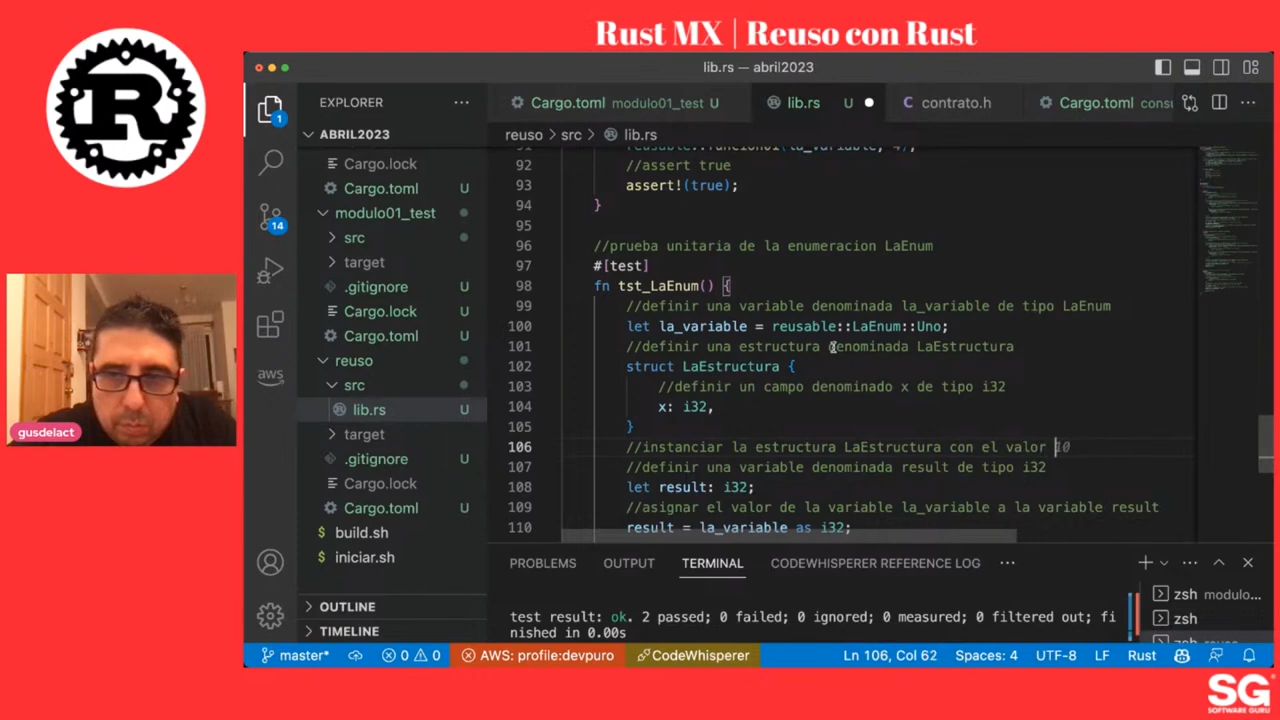 Rust MX | Reuso con Rust
lib.rs — abril2023
EXPLORER
Cargo.toml modulo01_test U
lib.rs U
contrato.h
Cargo.toml
ABRIL2023
reuso > src > lib.rs
Cargo.lock
Cargo.toml U
modulo01_test
src
target
.gitignore U
Cargo.lock U
Cargo.toml U
reuso
src
lib.rs U
target
.gitignore U
Cargo.lock
Cargo.toml U
build.sh
iniciar.sh
OUTLINE
TIMELINE
1
14
aws
R
gusdelact
92 //assert true
93 assert!(true);
94 }
95
96 //prueba unitaria de la enumeracion LaEnum
97 #[test]
98 fn tst_LaEnum() {
99 //definir una variable denominada la_variable de tipo LaEnum
100 let la_variable = reusable::LaEnum::Uno;
101 //definir una estructura denominada LaEstructura
102 struct LaEstructura {
103 //definir un campo denominado x de tipo i32
104 x: i32,
105 }
106 //instanciar la estructura LaEstructura con el valor 10
107 //definir una variable denominada result de tipo i32
108 let result: i32;
109 //asignar el valor de la variable la_variable a la variable result
110 result = la_variable as i32;
PROBLEMS OUTPUT TERMINAL CODEWHISPERER REFERENCE LOG
test result: ok. 2 passed; 0 failed; 0 ignored; 0 measured; 0 filtered out; fi
nished in 0.00s
zsh modulo...
zsh
master* 0 0 AWS: profile:devpuro CodeWhisperer Ln 106, Col 62 Spaces: 4 UTF-8 LF Rust
SG
SOFTWARE GURU